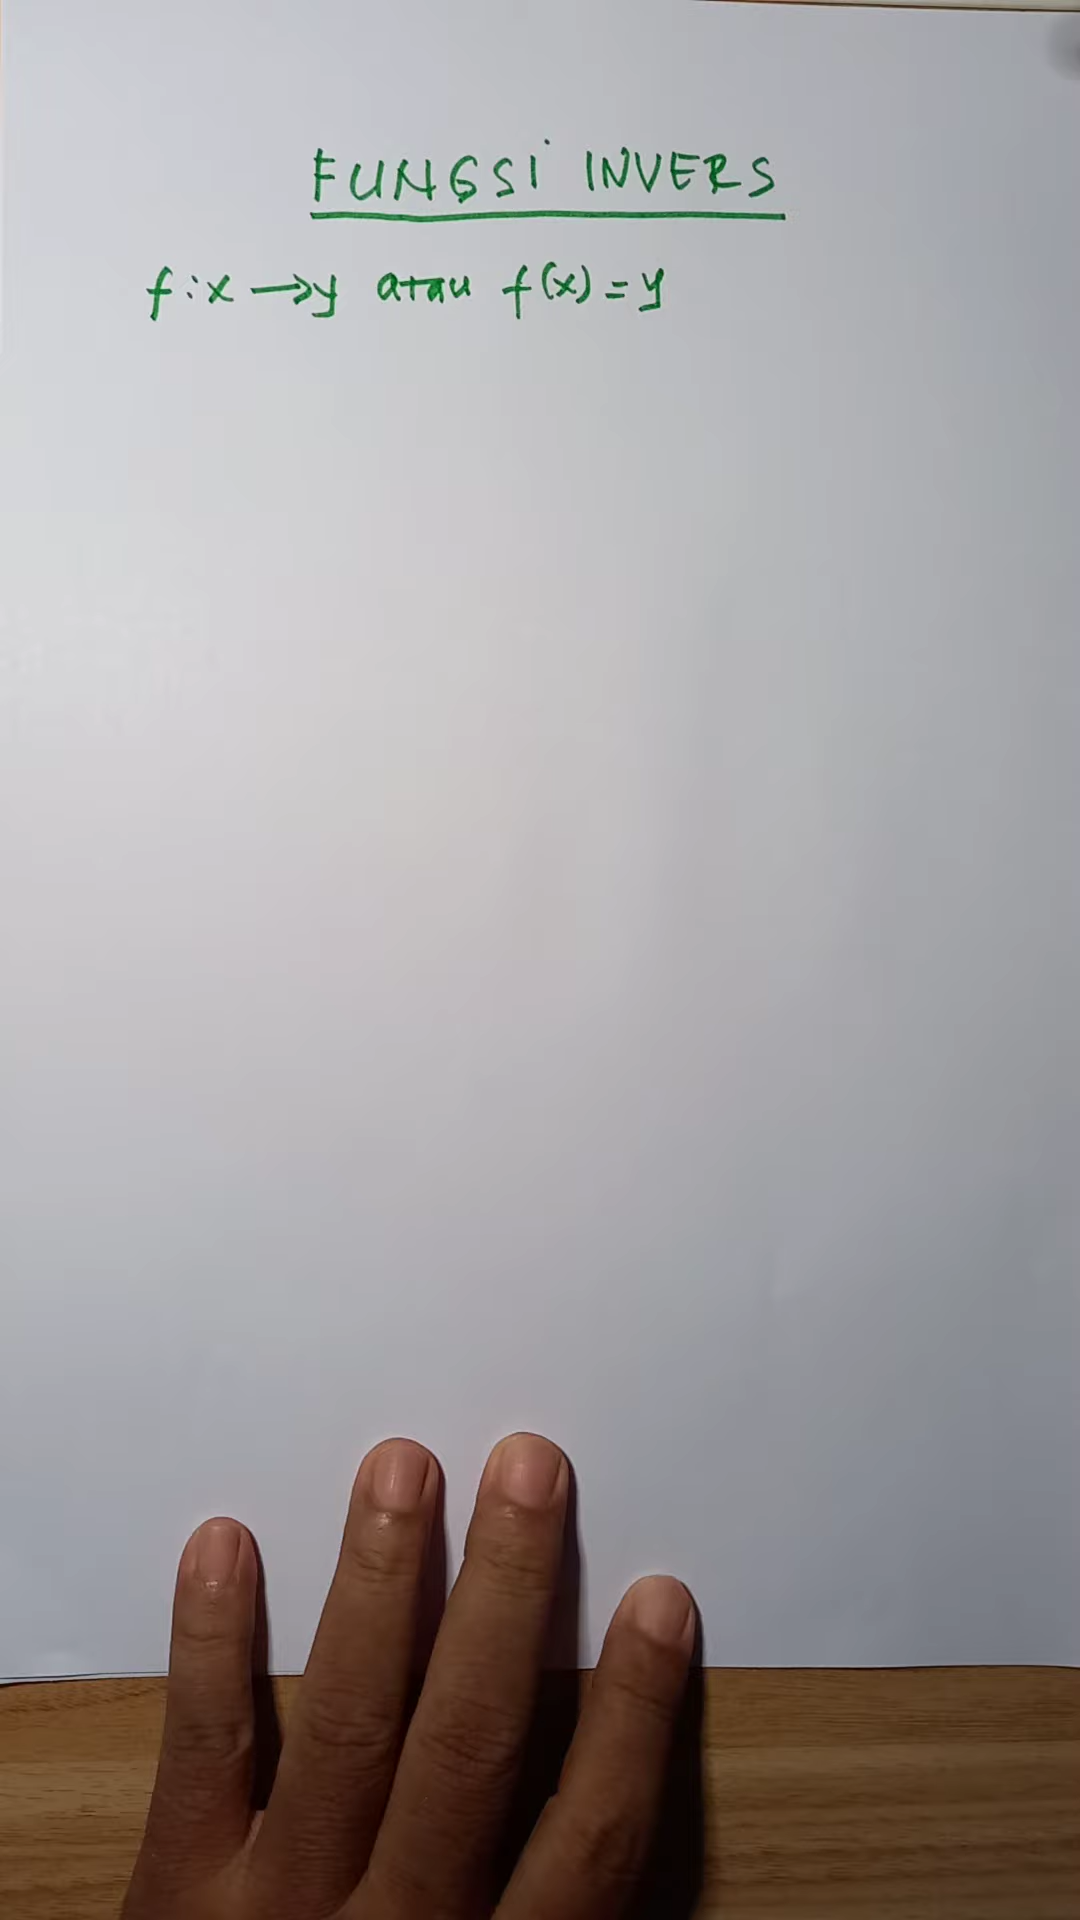 FUNGSI INVERS
f : x → y atau f(x) = y